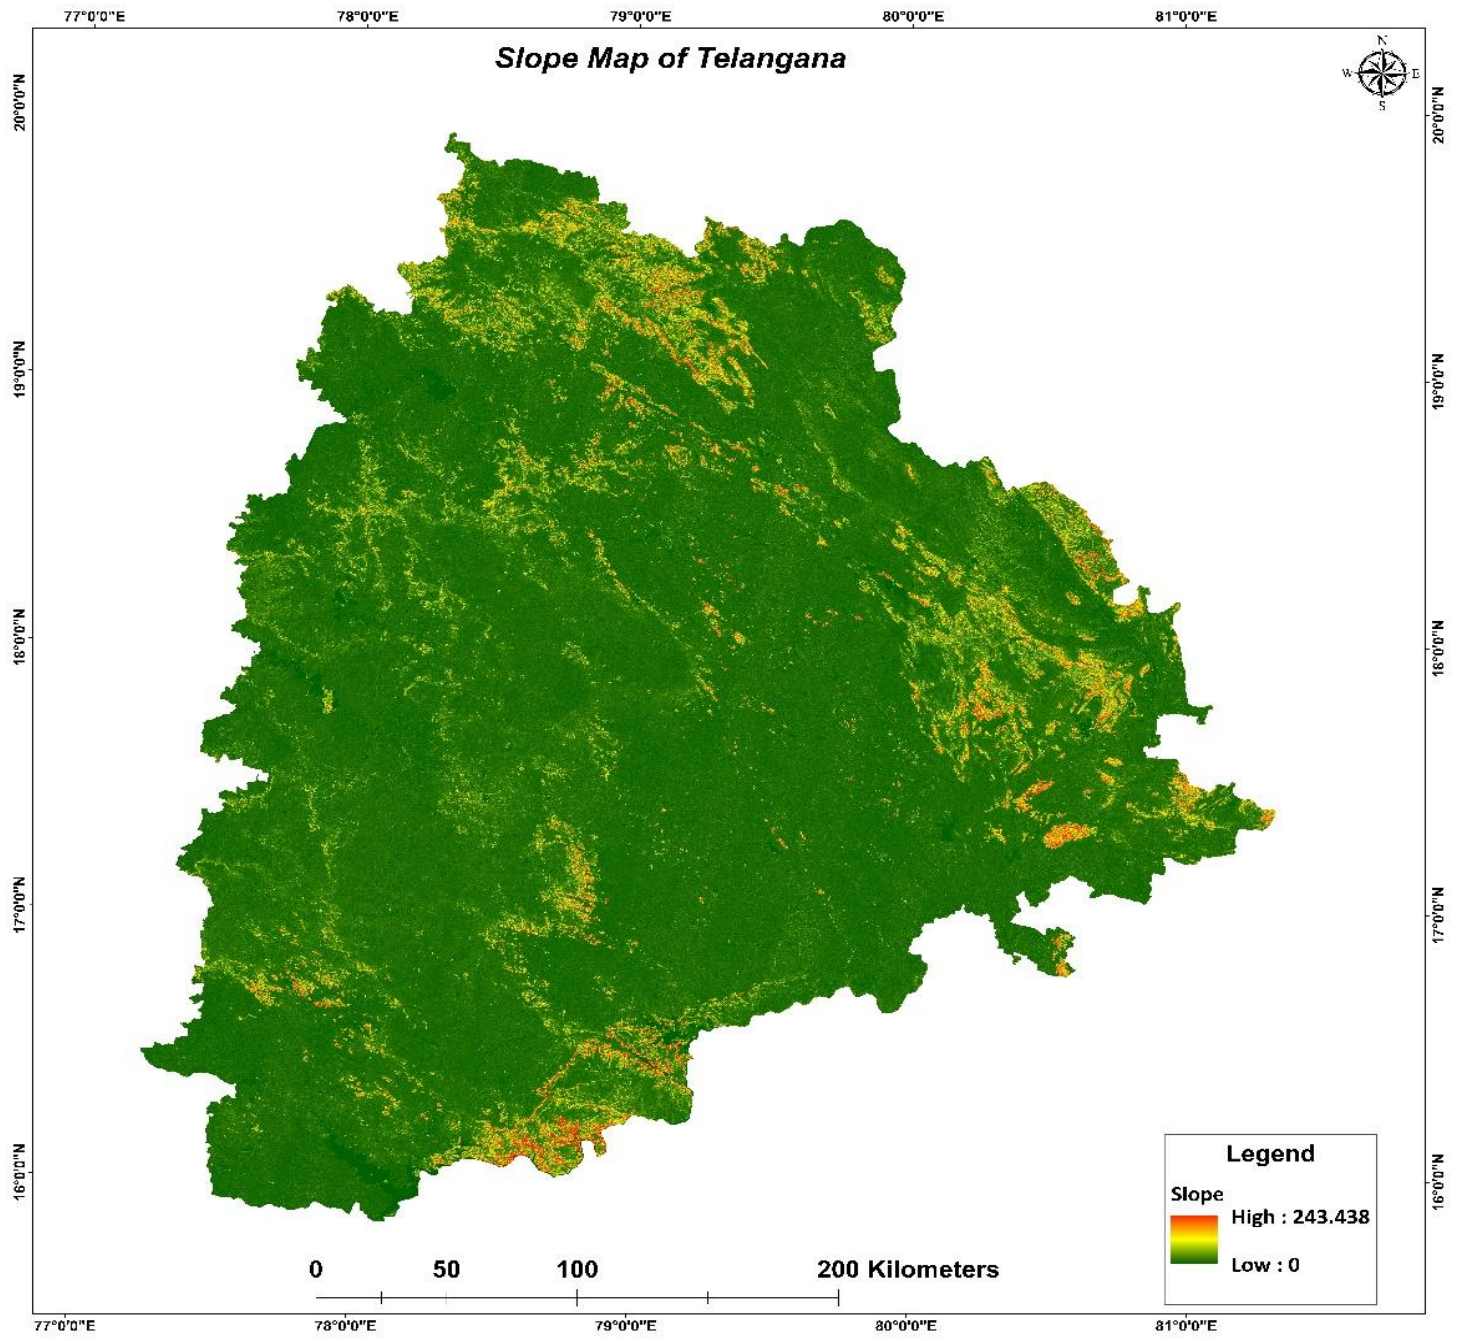 77°0'0"E 78°0'0"E 79°0'0"E 80°0'0"E 81°0'0"E
Slope Map of Telangana
N
W E
S
20°0'0"N 20°0'0"N
19°0'0"N 19°0'0"N
18°0'0"N 18°0'0"N
17°0'0"N 17°0'0"N
16°0'0"N 16°0'0"N
Legend
Slope
High : 243.438
Low : 0
0 50 100 200 Kilometers
77°0'0"E 78°0'0"E 79°0'0"E 80°0'0"E 81°0'0"E